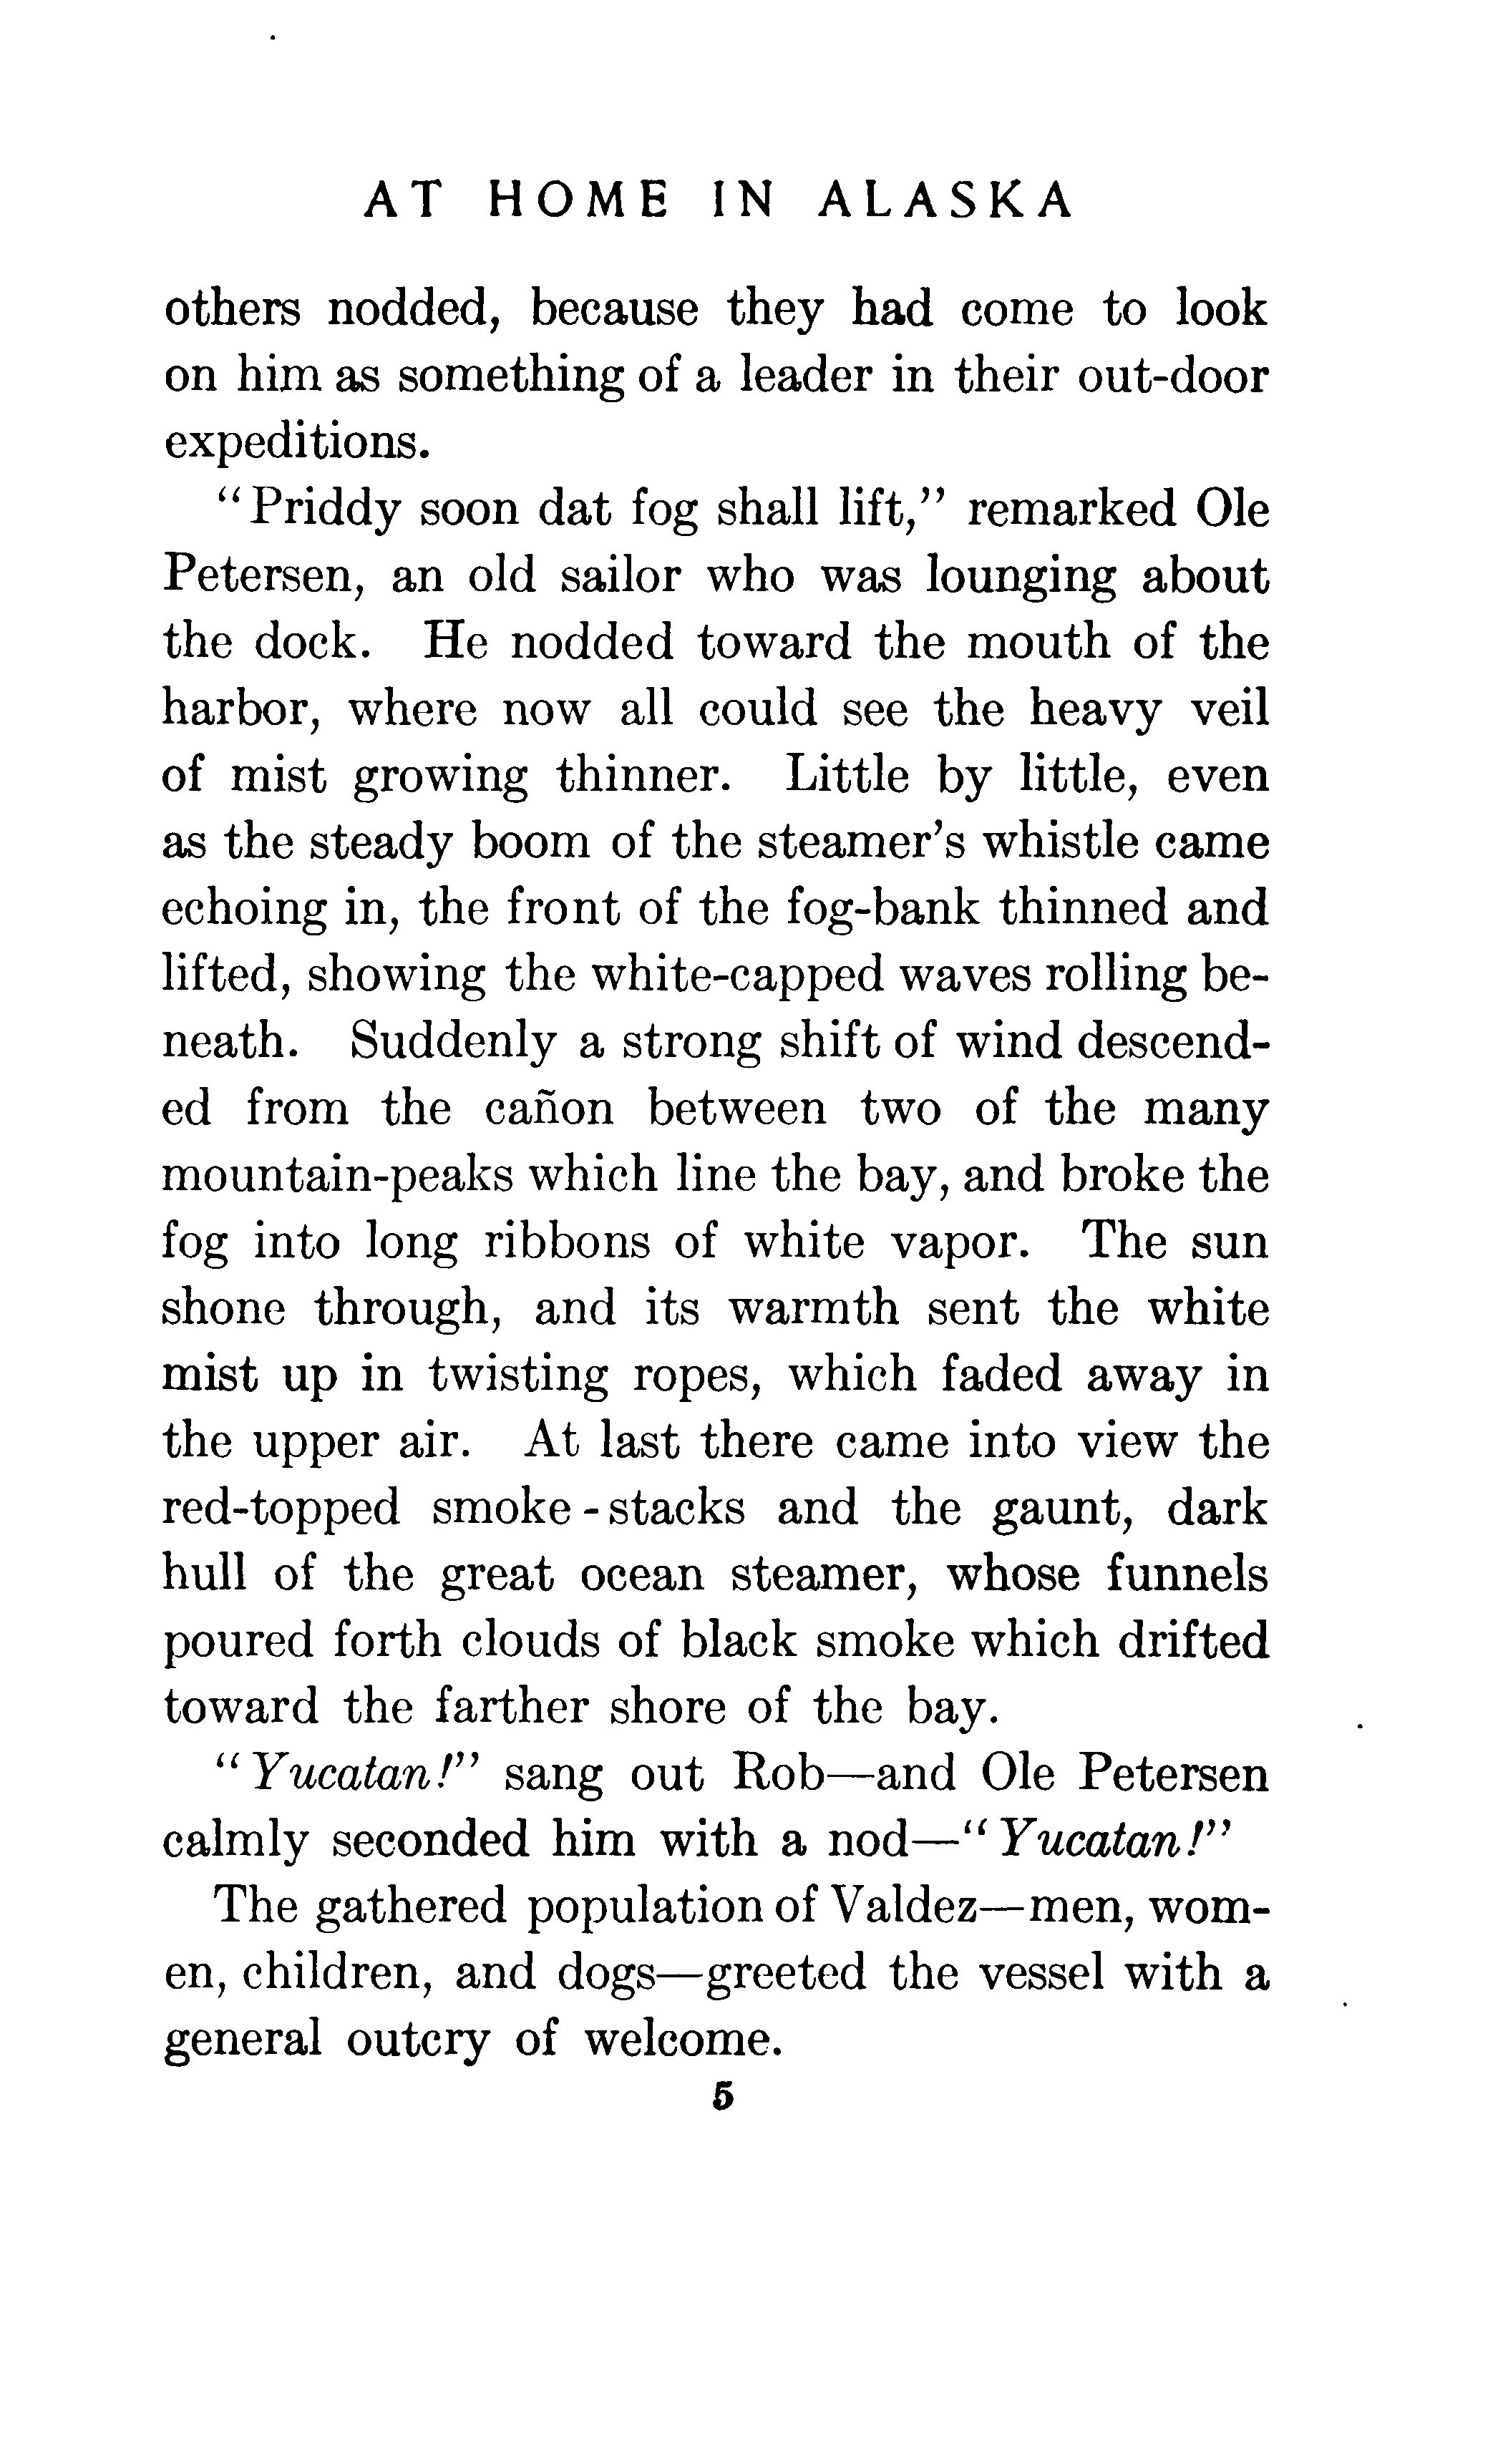 AT HOME IN ALASKA
others nodded, because they had come to look
on him as something of a leader in their out-door
expeditions.
“Priddy soon dat fog shall lift,” remarked Ole
Petersen, an old sailor who was lounging about
the dock. He nodded toward the mouth of the
harbor, where now all could see the heavy veil
of mist growing thinner. Little by little, even
as the steady boom of the steamer’s whistle came
echoing in, the front of the fog-bank thinned and
lifted, showing the white-capped waves rolling be-
neath. Suddenly a strong shift of wind descend-
ed from the cañon between two of the many
mountain-peaks which line the bay, and broke the
fog into long ribbons of white vapor. The sun
shone through, and its warmth sent the white
mist up in twisting ropes, which faded away in
the upper air. At last there came into view the
red-topped smoke-stacks and the gaunt, dark
hull of the great ocean steamer, whose funnels
poured forth clouds of black smoke which drifted
toward the farther shore of the bay.
“Yucatan!” sang out Rob—and Ole Petersen
calmly seconded him with a nod—“Yucatan!”
The gathered population of Valdez—men, wom-
en, children, and dogs—greeted the vessel with a
general outcry of welcome.
5